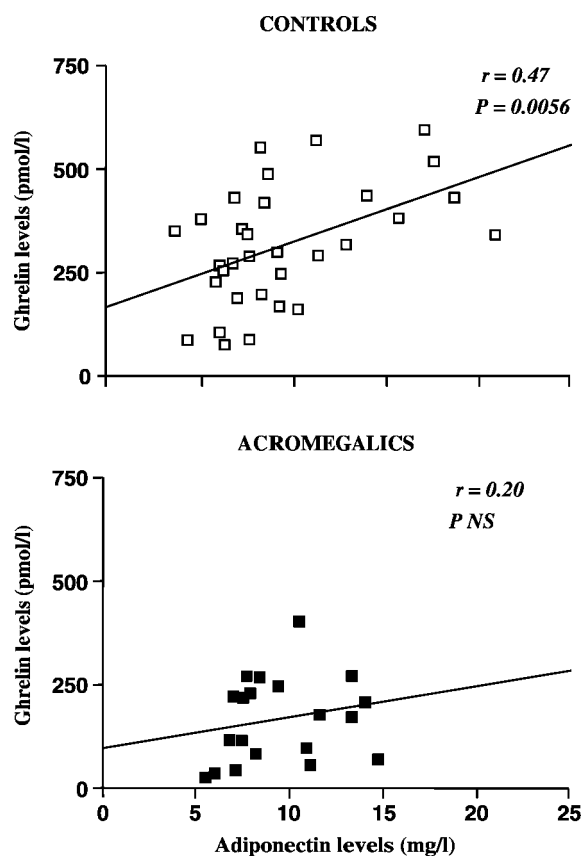 CONTROLS
750
500
250
0
Ghrelin levels (pmol/l)
r = 0.47
P = 0.0056
ACROMEGALICS
750
500
250
0
Ghrelin levels (pmol/l)
r = 0.20
P NS
0 5 10 15 20 25
Adiponectin levels (mg/l)